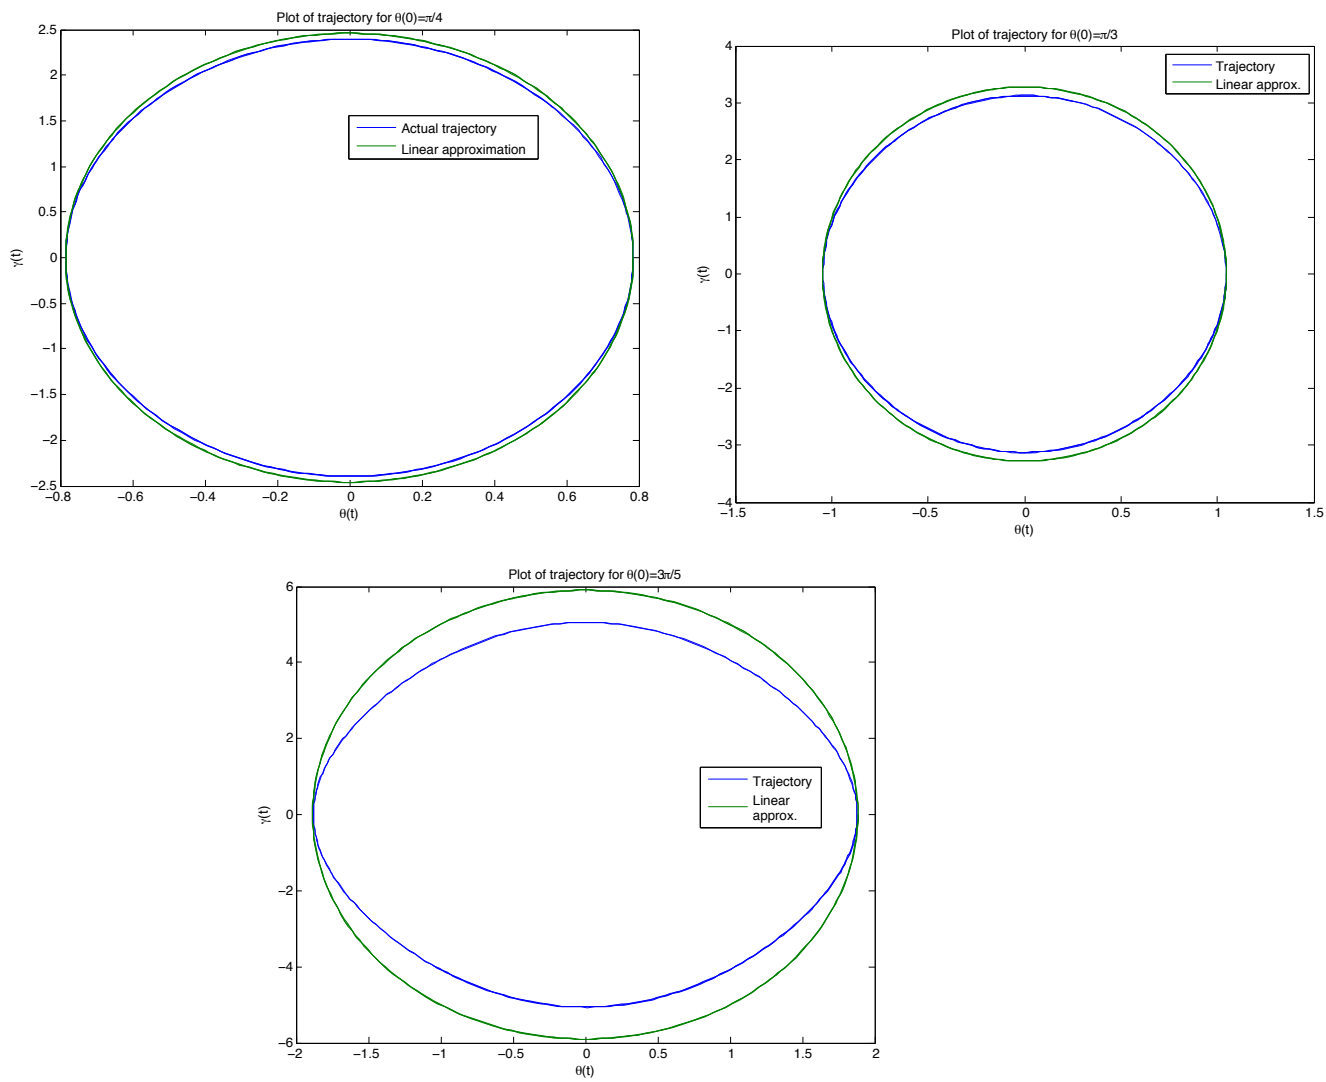 Plot of trajectory for θ(0)=π/4
2.5
2
1.5
1
0.5
0
−0.5
−1
−1.5
−2
−2.5
γ(t)
Actual trajectory
Linear approximation
−0.8 −0.6 −0.4 −0.2 0 0.2 0.4 0.6 0.8
θ(t)
Plot of trajectory for θ(0)=π/3
4
3
2
1
0
−1
−2
−3
−4
γ(t)
Trajectory
Linear approx.
−1.5 −1 −0.5 0 0.5 1 1.5
θ(t)
Plot of trajectory for θ(0)=3π/5
6
4
2
0
−2
−4
−6
γ(t)
Trajectory
Linear
approx.
−2 −1.5 −1 −0.5 0 0.5 1 1.5 2
θ(t)